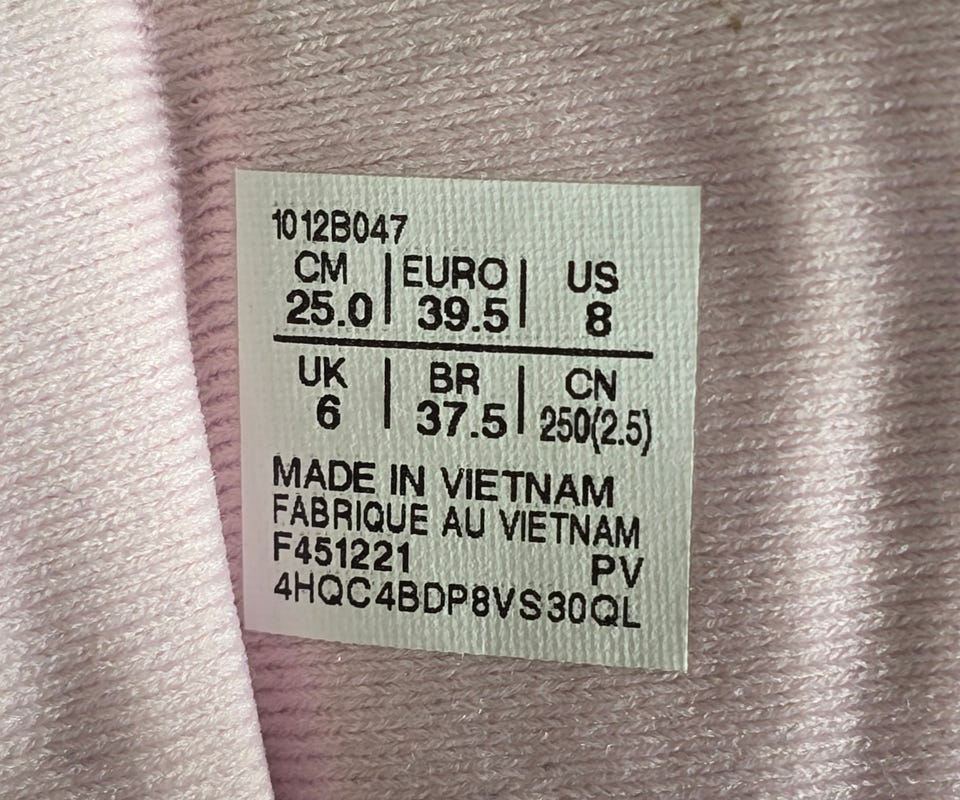 1012B047
CM | EURO | US
25.0 | 39.5 | 8
UK | BR | CN
6 | 37.5 | 250(2.5)
MADE IN VIETNAM
FABRIQUE AU VIETNAM
F451221 PV
4HQC4BDP8VS30QL